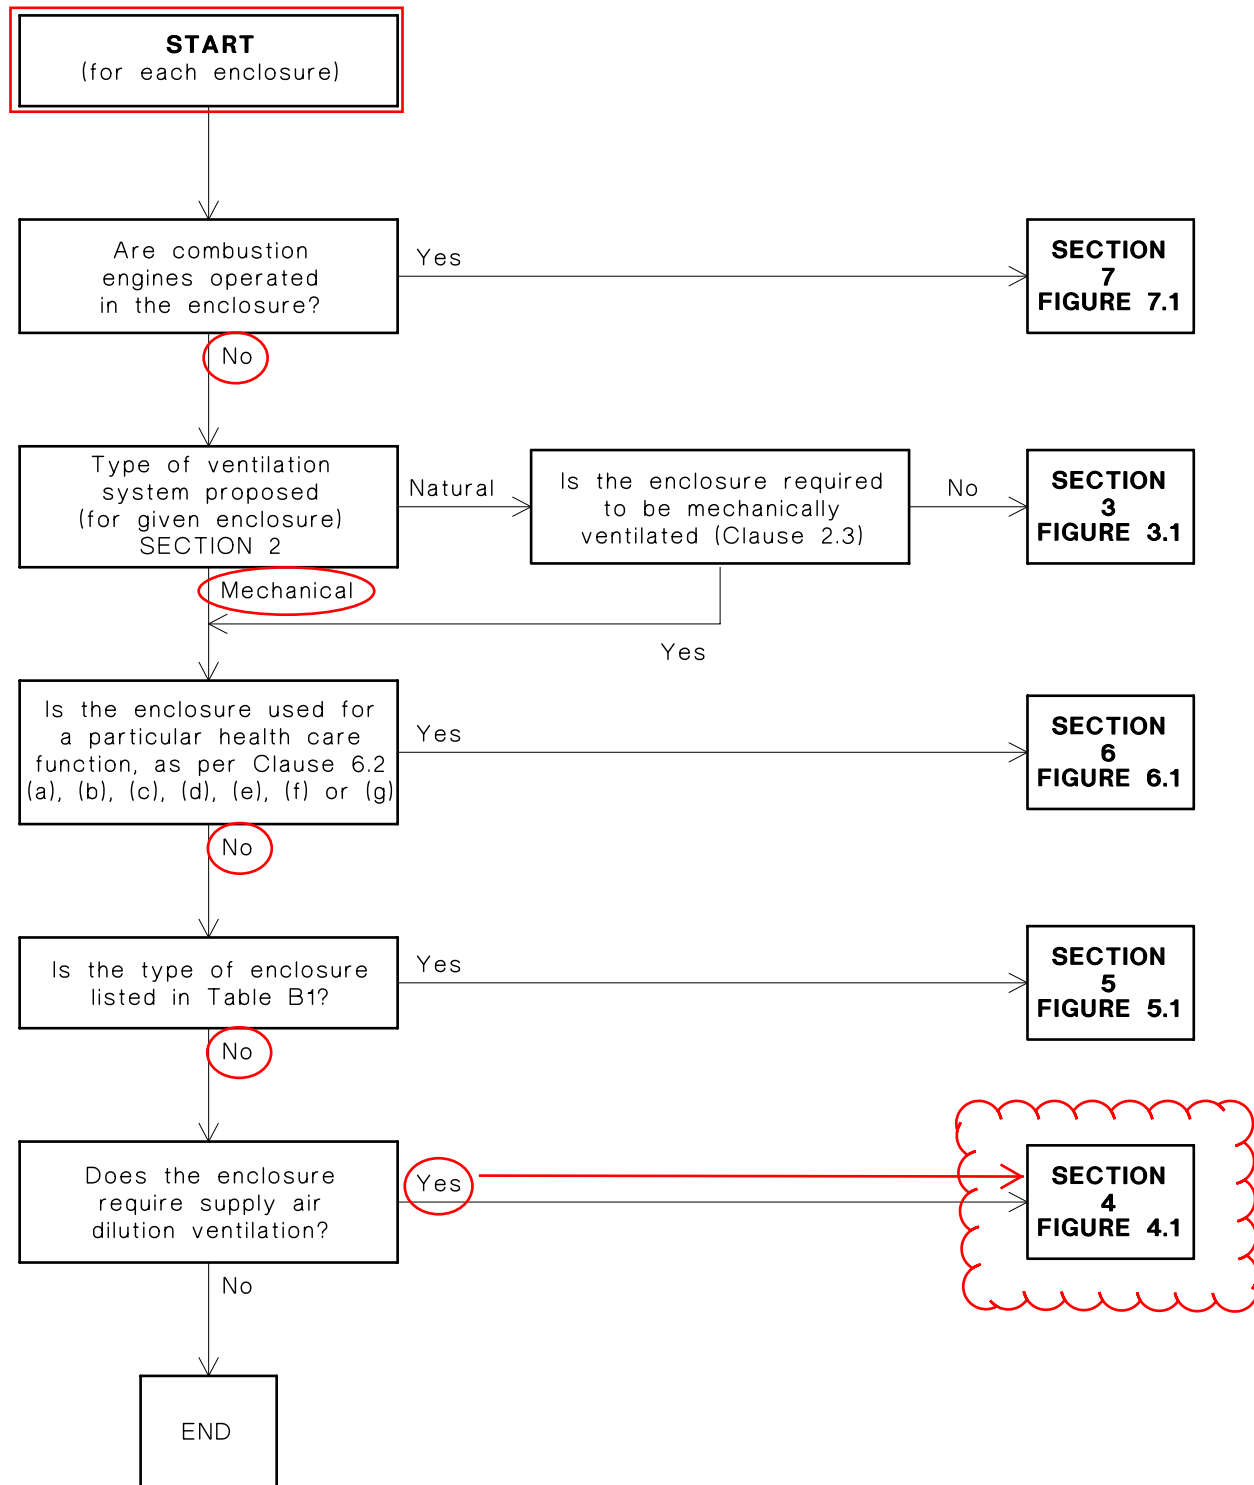 START
(for each enclosure)
Are combustion
engines operated
in the enclosure?
Yes
SECTION
7
FIGURE 7.1
No
Type of ventilation
system proposed
(for given enclosure)
SECTION 2
Natural
Is the enclosure required
to be mechanically
ventilated (Clause 2.3)
No
SECTION
3
FIGURE 3.1
Mechanical
Yes
Is the enclosure used for
a particular health care
function, as per Clause 6.2
(a), (b), (c), (d), (e), (f) or (g)
Yes
SECTION
6
FIGURE 6.1
No
Is the type of enclosure
listed in Table B1?
Yes
SECTION
5
FIGURE 5.1
No
Does the enclosure
require supply air
dilution ventilation?
Yes
SECTION
4
FIGURE 4.1
No
END